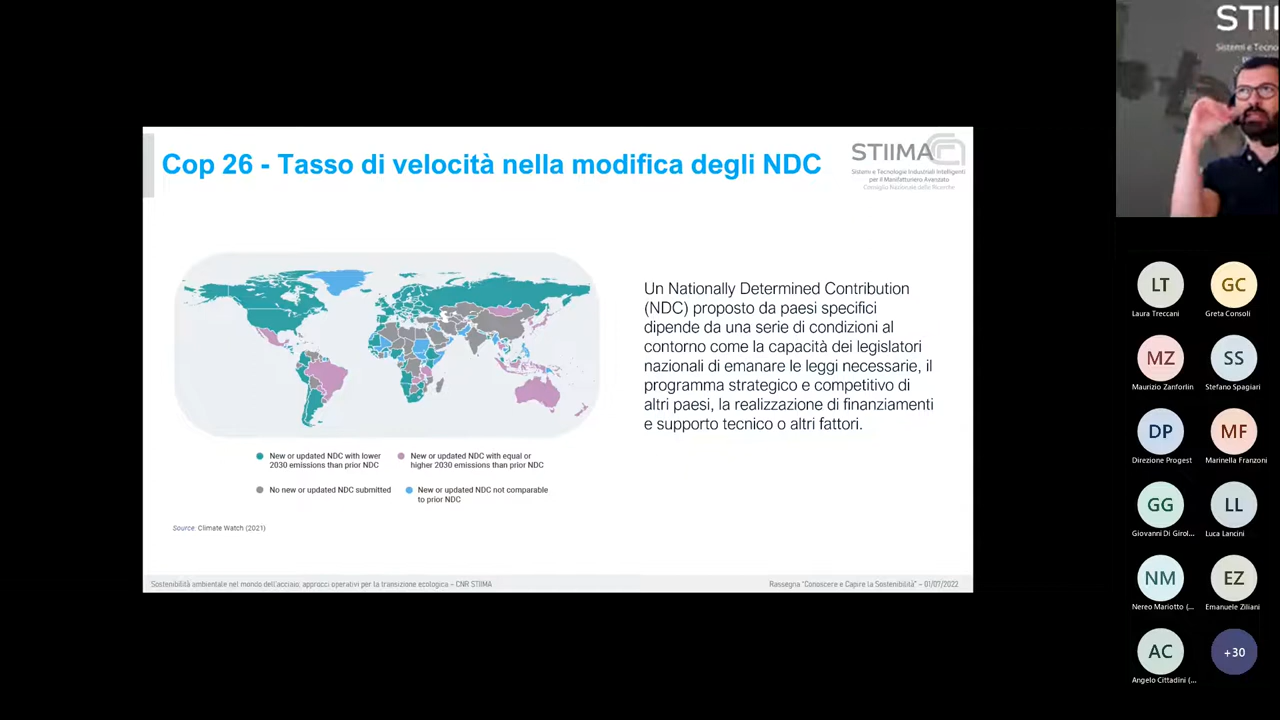 Cop 26 - Tasso di velocità nella modifica degli NDC
STIIMA
Sistemi e Tecnologie Industriali Intelligenti
per il Manifatturiero Avanzato
Consiglio Nazionale delle Ricerche
Un Nationally Determined Contribution
(NDC) proposto da paesi specifici
dipende da una serie di condizioni al
contorno come la capacità dei legislatori
nazionali di emanare le leggi necessarie, il
programma strategico e competitivo di
altri paesi, la realizzazione di finanziamenti
e supporto tecnico o altri fattori.
New or updated NDC with lower
2030 emissions than prior NDC
New or updated NDC with equal or
higher 2030 emissions than prior NDC
No new or updated NDC submitted
New or updated NDC not comparable
to prior NDC
Source: Climate Watch (2021)
Sostenibilità ambientale nel mondo dell'acciaio: approcci operativi per la transizione ecologica – CNR STIIMA
Rassegna "Conoscere e Capire la Sostenibilità" – 01/07/2022
STII
Sistemi e Tecno
LT
Laura Treccani
GC
Greta Consoli
MZ
Maurizio Zanforlin
SS
Stefano Spagiari
DP
Direzione Progest
MF
Marinella Franzoni
GG
Giovanni Di Girol...
LL
Luca Lancini
NM
Nereo Mariotto (...
EZ
Emanuele Ziliani
AC
Angelo Cittadini (...
+30